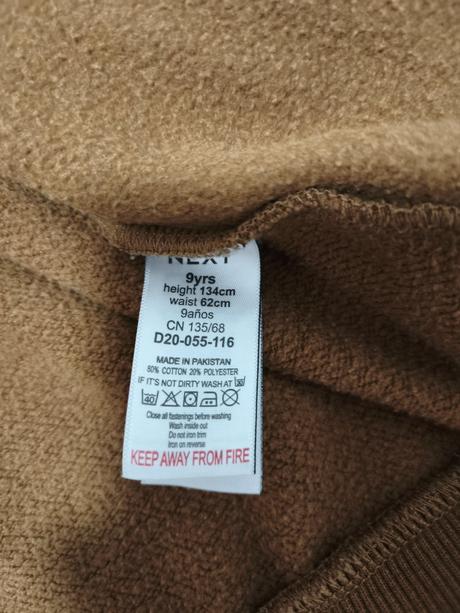 NEXT
9yrs
height 134cm
waist 62cm
9años
CN 135/68
D20-055-116
MADE IN PAKISTAN
80% COTTON 20% POLYESTER
IF IT'S NOT DIRTY WASH AT 30
40
Close all fastenings before washing
Wash inside out
Do not iron trim
Iron on reverse
KEEP AWAY FROM FIRE